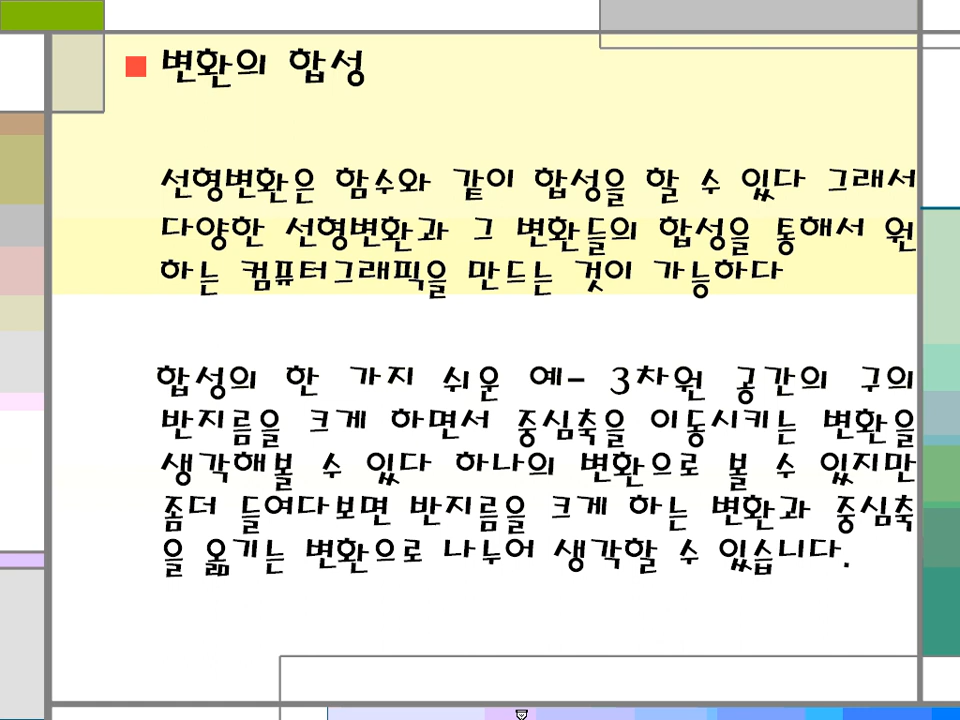 변환의 합성
선형변환은 함수와 같이 합성을 할 수 있다 그래서
다양한 선형변환과 그 변환들의 합성을 통해서 원
하는 컴퓨터그래픽을 만드는 것이 가능하다
합성의 한 가지 쉬운 예- 3차원 공간의 구의
반지름을 크게 하면서 중심축을 이동시키는 변환을
생각해볼 수 있다 하나의 변환으로 볼 수 있지만
좀더 들여다보면 반지름을 크게 하는 변환과 중심축
을 옮기는 변환으로 나누어 생각할 수 있습니다.